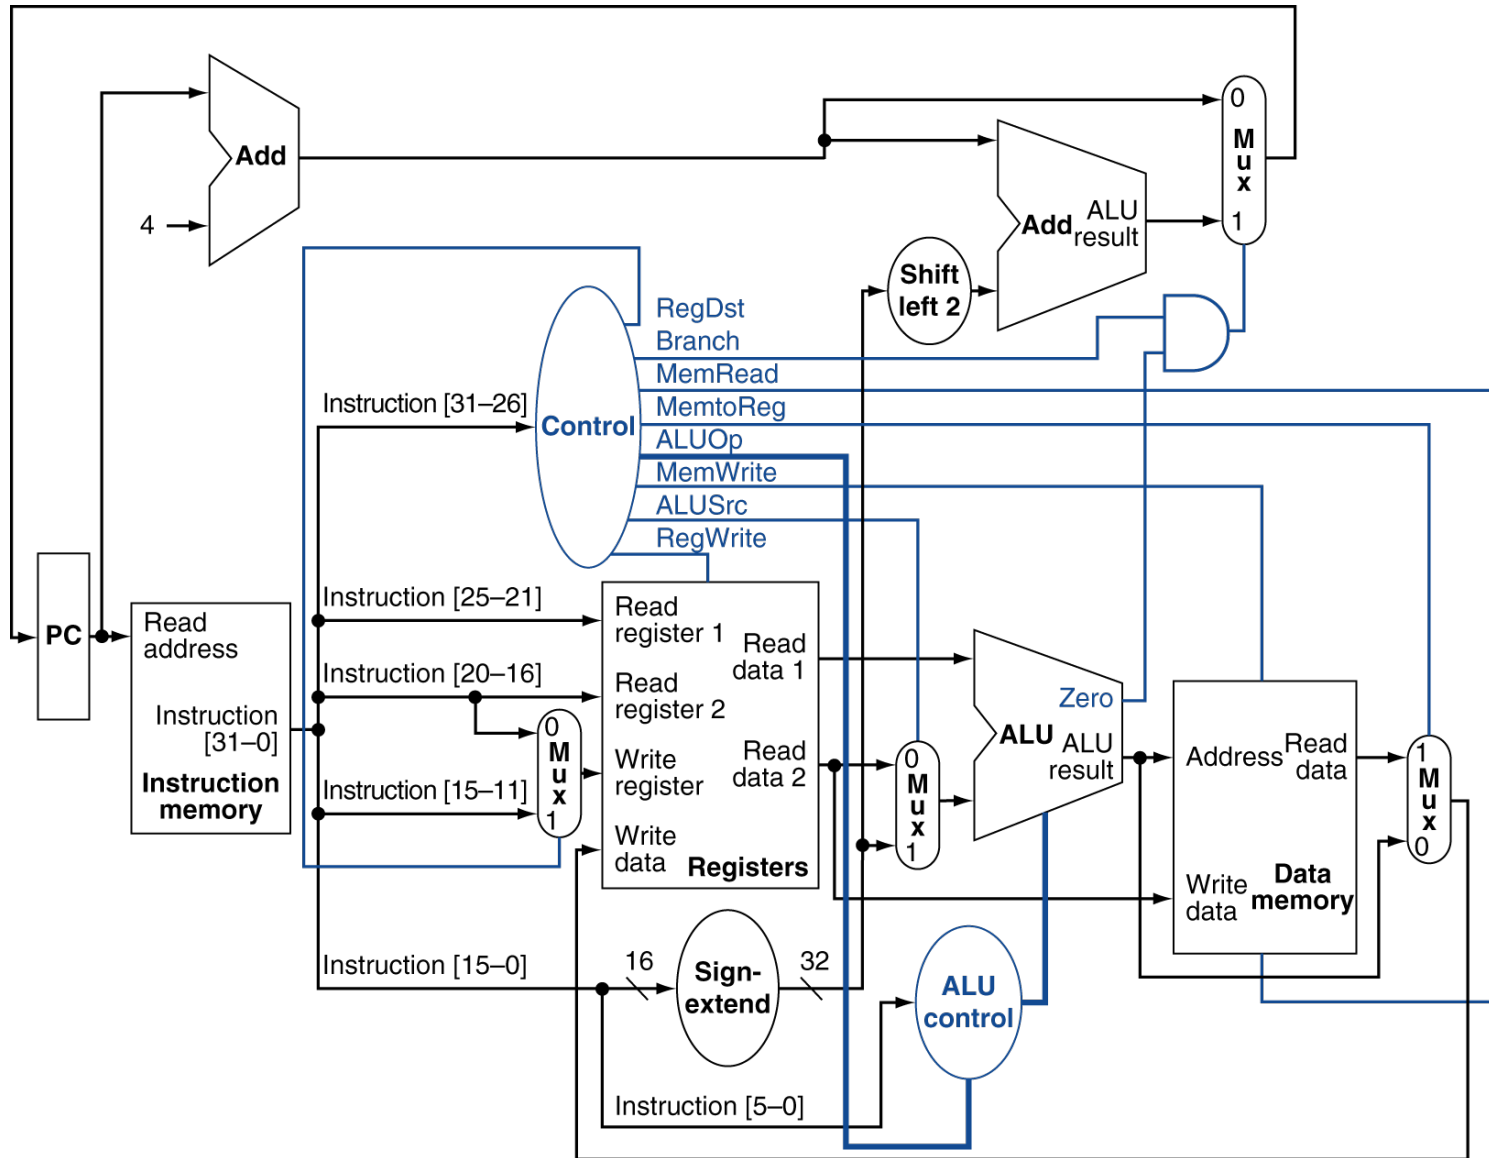 0
M
u
x
1
Add
ALU
Add result
4
Shift
left 2
RegDst
Branch
MemRead
MemtoReg
ALUOp
MemWrite
ALUSrc
RegWrite
Instruction [31–26]
Control
PC
Read
address
Instruction
[31–0]
Instruction
memory
Instruction [25–21]
Instruction [20–16]
Instruction [15–11]
0
M
u
x
1
Read
register 1
Read
register 2
Write
register
Write
data
Read
data 1
Read
data 2
Registers
0
M
u
x
1
Zero
ALU
ALU
result
Address
Read
data
Write
data
Data
memory
1
M
u
x
0
Instruction [15–0]
16
Sign-
extend
32
ALU
control
Instruction [5–0]